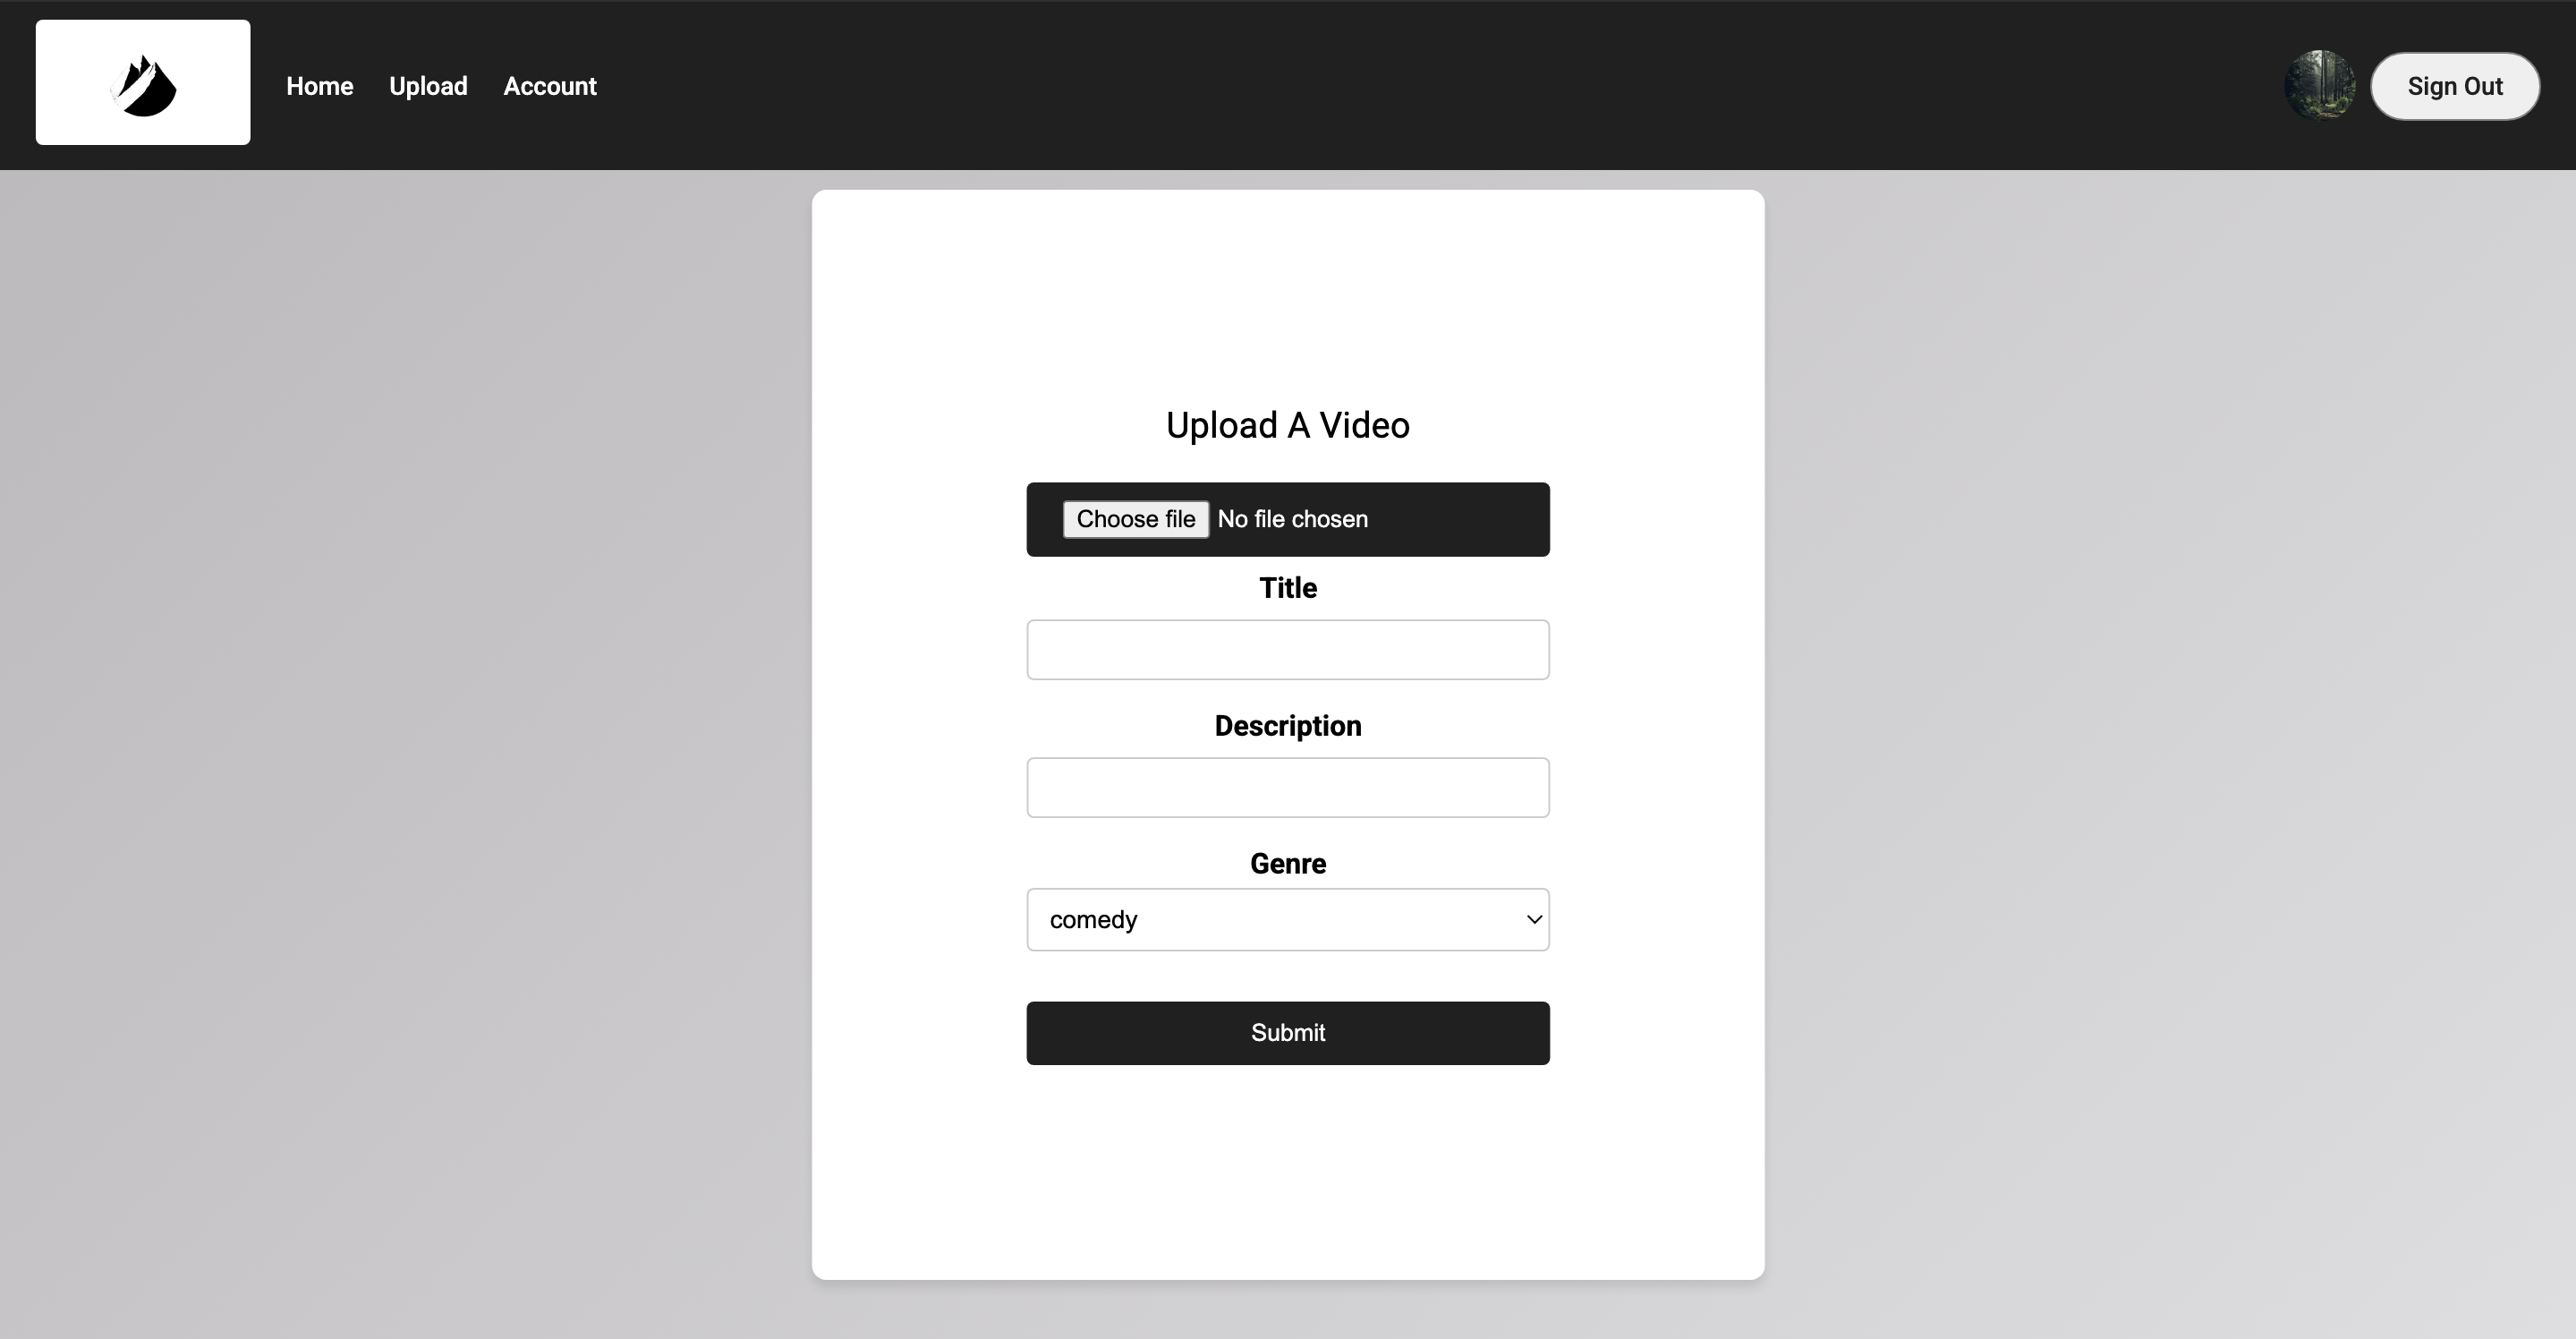 Home Upload Account Sign Out
Upload A Video
Choose file No file chosen
Title
Description
Genre
comedy
Submit